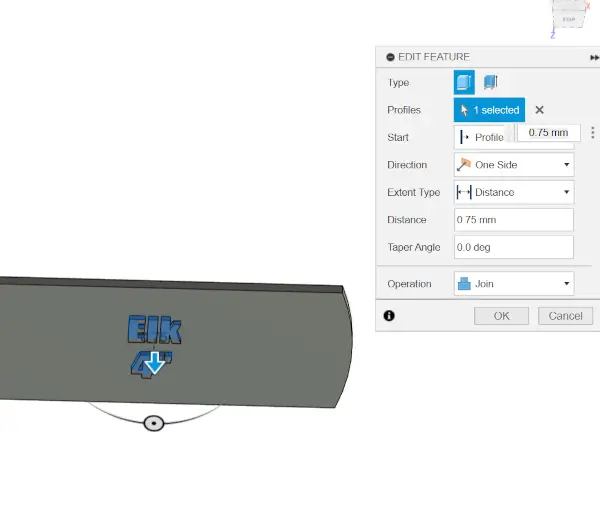 TOP
X
Z
EDIT FEATURE
Type
Profiles 1 selected
Start Profile 0.75 mm
Direction One Side
Extent Type Distance
Distance 0.75 mm
Taper Angle 0.0 deg
Operation Join
OK Cancel
Elk
4"